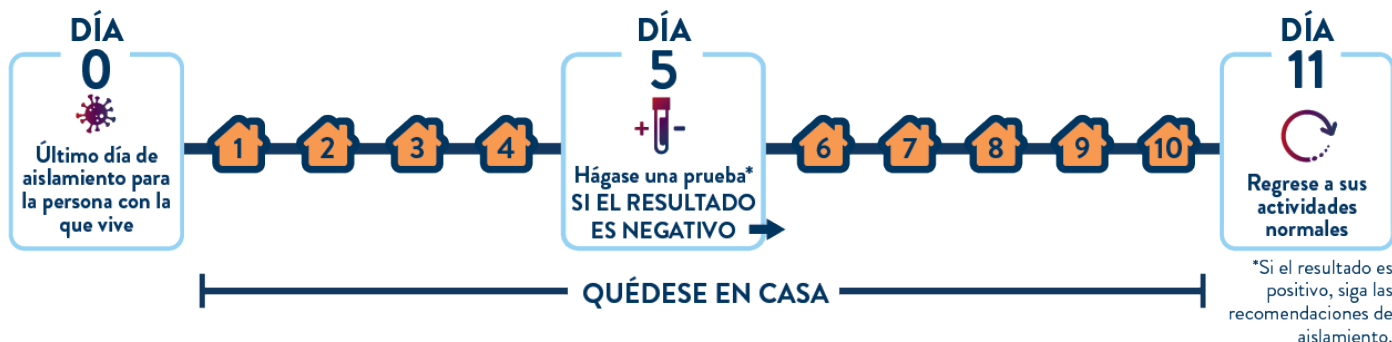 DÍA
0
Último día de
aislamiento para
la persona con la
que vive
1
2
3
4
DÍA
5
+ -
Hágase una prueba*
SI EL RESULTADO
ES NEGATIVO
6
7
8
9
10
DÍA
11
Regrese a sus
actividades
normales
QUÉDESE EN CASA
*Si el resultado es
positivo, siga las
recomendaciones de
aislamiento.